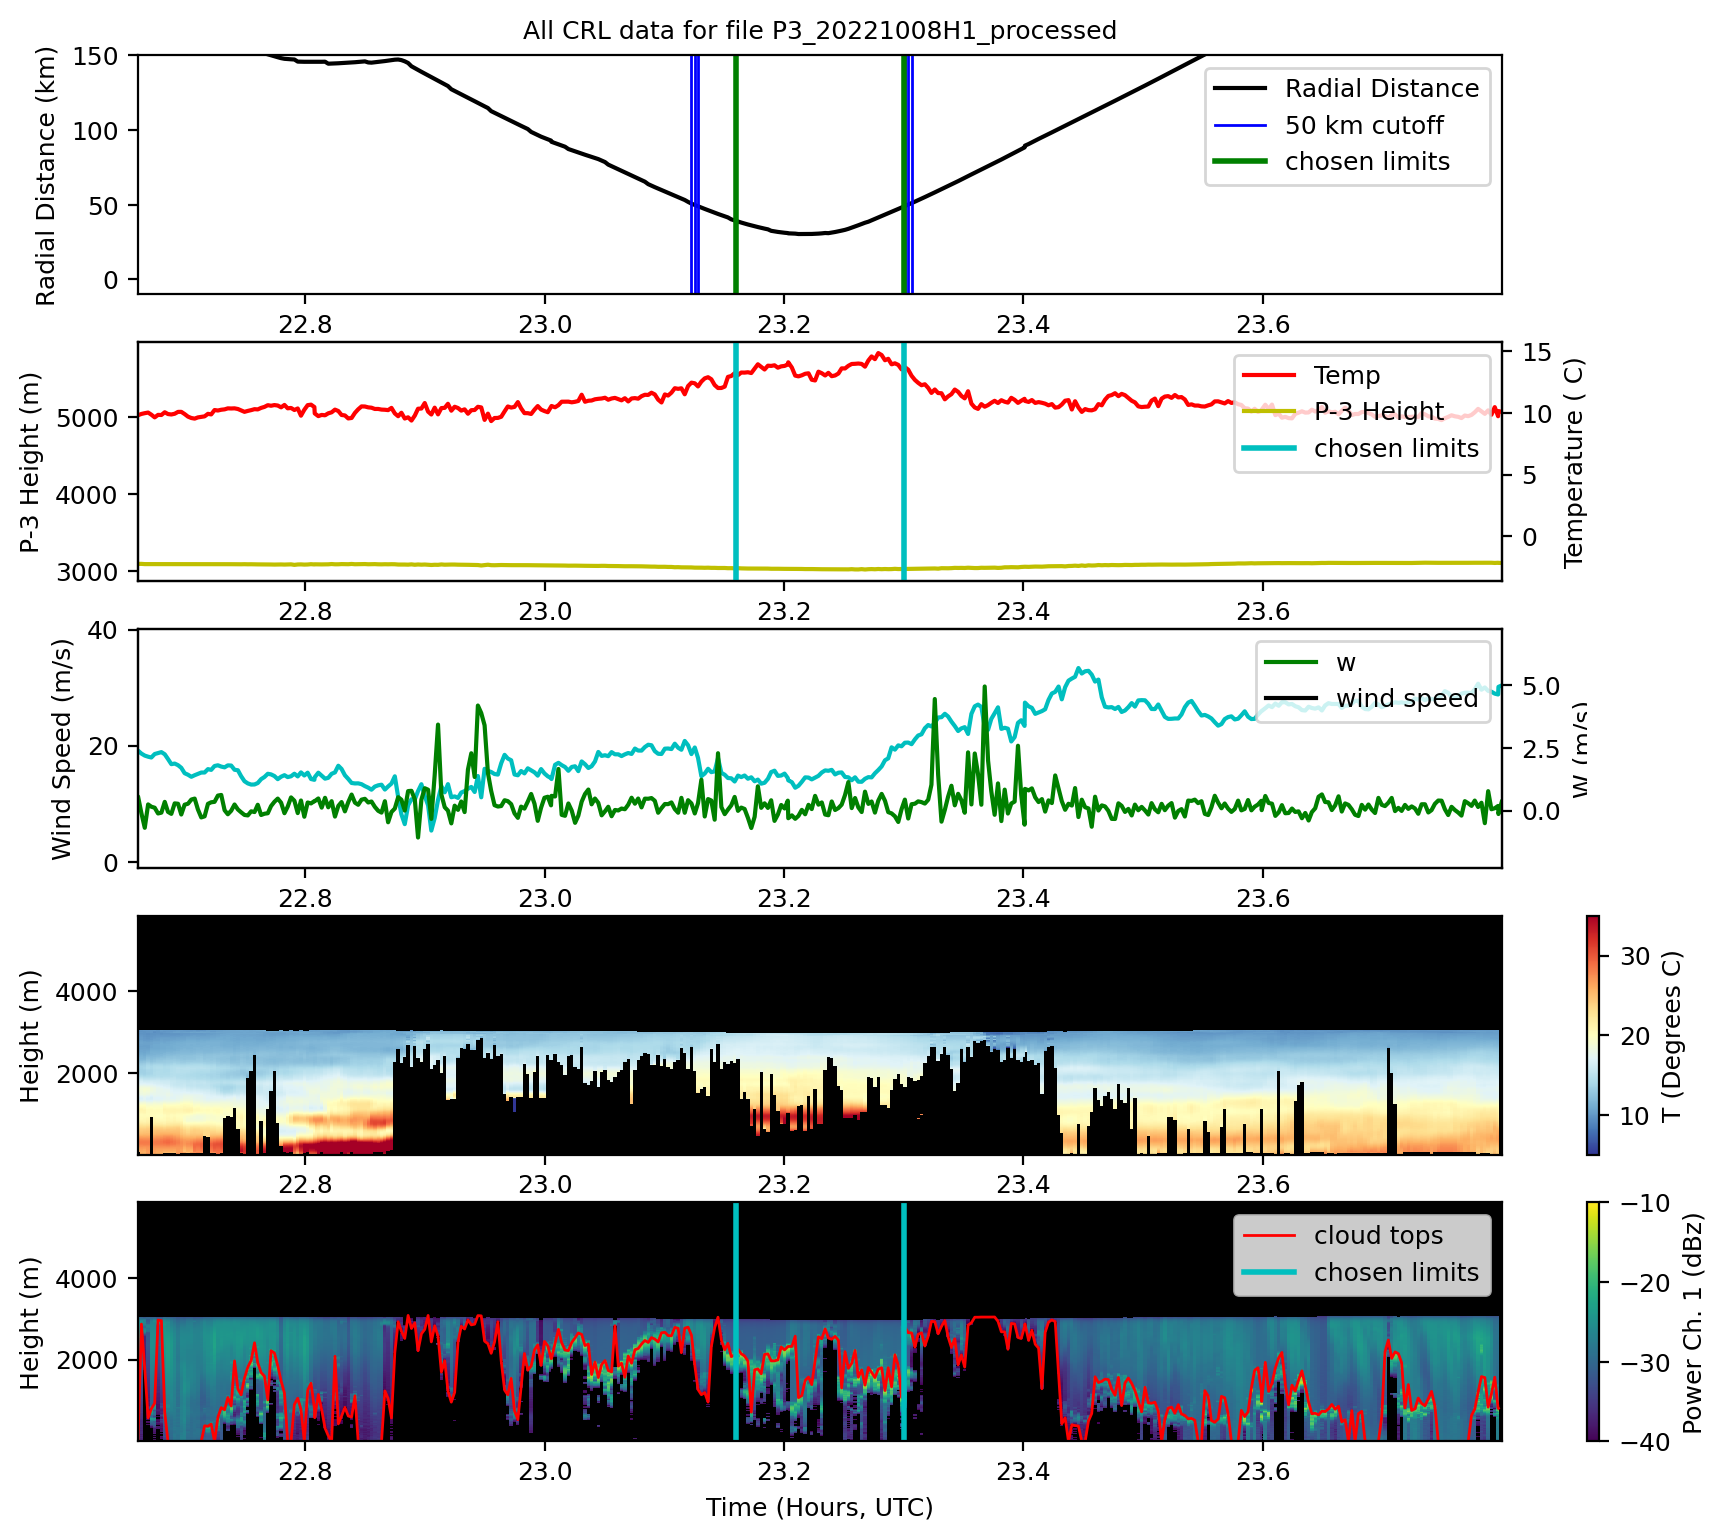 All CRL data for file P3_20221008H1_processed
Radial Distance (km)
150
100
50
0
Radial Distance
50 km cutoff
chosen limits
22.8 23.0 23.2 23.4 23.6
P-3 Height (m)
5000
4000
3000
Temp
P-3 Height
chosen limits
15
10
5
0
Temperature ( C)
22.8 23.0 23.2 23.4 23.6
Wind Speed (m/s)
40
20
0
w
wind speed
5.0
2.5
0.0
W (m/s)
22.8 23.0 23.2 23.4 23.6
Height (m)
4000
2000
30
20
10
T (Degrees C)
22.8 23.0 23.2 23.4 23.6
Height (m)
4000
2000
cloud tops
chosen limits
−10
−20
−30
−40
Power Ch. 1 (dBz)
22.8 23.0 23.2 23.4 23.6
Time (Hours, UTC)